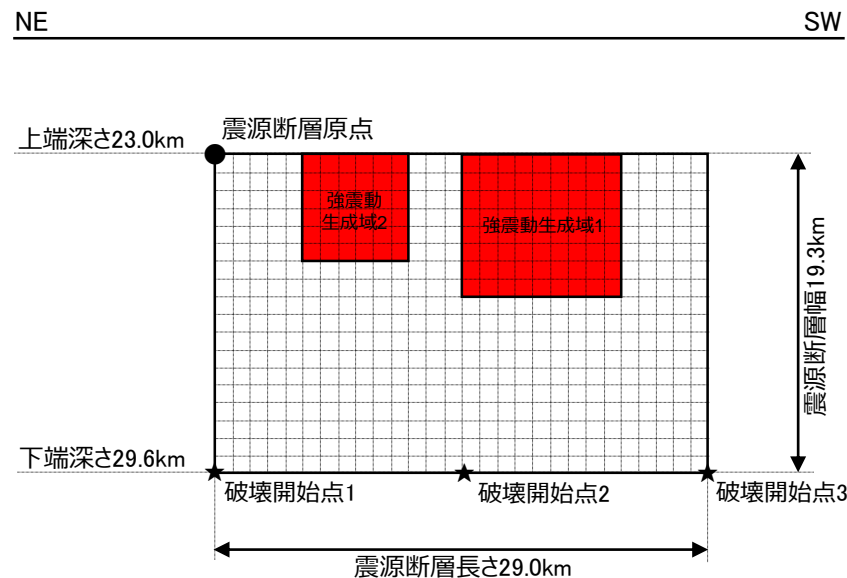 NE
SW
震源断層原点
上端深さ23.0km
強震動
生成域2
強震動生成域1
震源断層幅19.3km
下端深さ29.6km
破壊開始点1
破壊開始点2
破壊開始点3
震源断層長さ29.0km